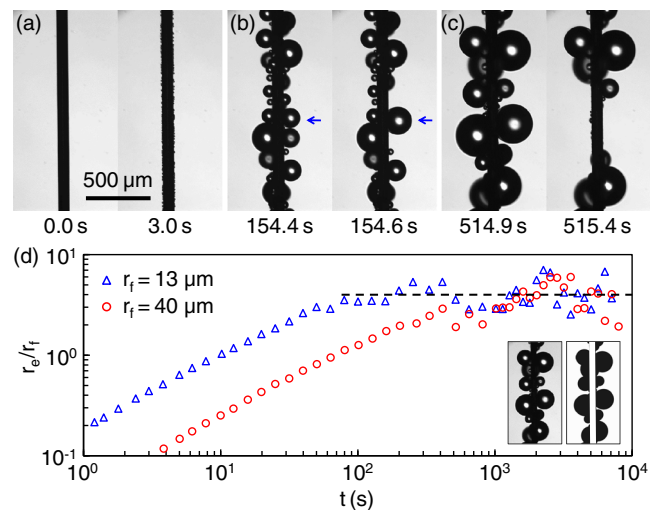 (a) (b) (c)
500 µm
0.0 s 3.0 s 154.4 s 154.6 s 514.9 s 515.4 s
(d) 10¹
r_f = 13 µm
r_f = 40 µm
r_e/r_f
10⁰
10⁻¹
10⁰ 10¹ 10² 10³ 10⁴
t (s)